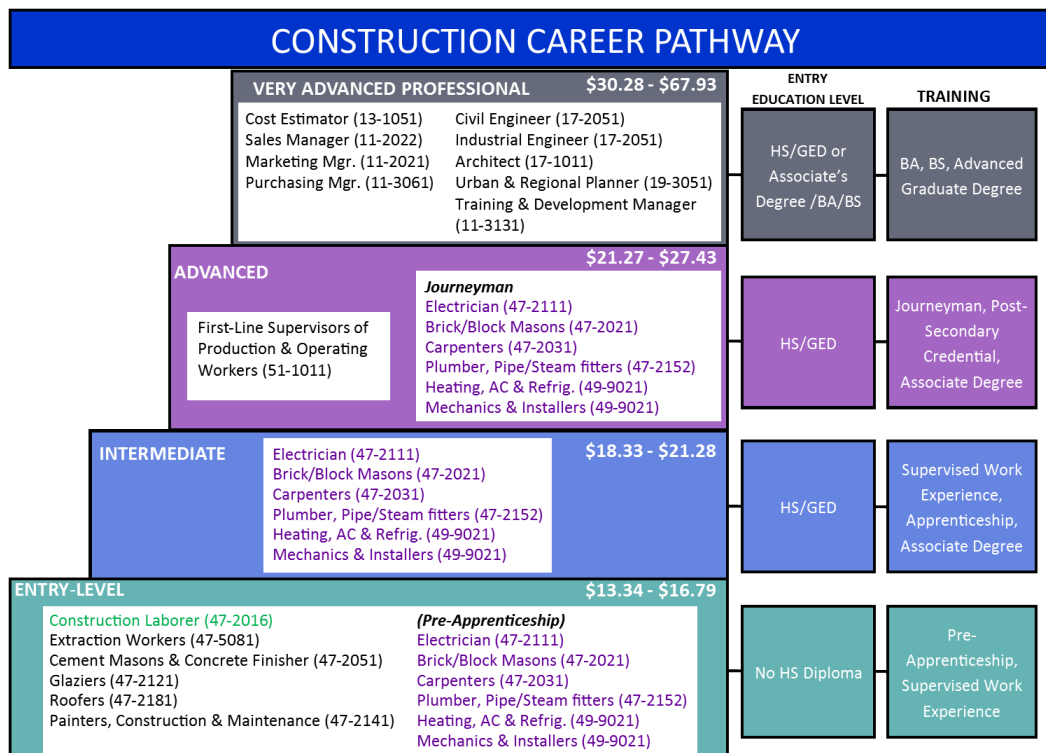 CONSTRUCTION CAREER PATHWAY
VERY ADVANCED PROFESSIONAL
$30.28 - $67.93
Cost Estimator (13-1051)
Sales Manager (11-2022)
Marketing Mgr. (11-2021)
Purchasing Mgr. (11-3061)
Civil Engineer (17-2051)
Industrial Engineer (17-2051)
Architect (17-1011)
Urban & Regional Planner (19-3051)
Training & Development Manager
(11-3131)
ENTRY
EDUCATION LEVEL
TRAINING
HS/GED or
Associate's
Degree /BA/BS
BA, BS, Advanced
Graduate Degree
ADVANCED
$21.27 - $27.43
First-Line Supervisors of
Production & Operating
Workers (51-1011)
Journeyman
Electrician (47-2111)
Brick/Block Masons (47-2021)
Carpenters (47-2031)
Plumber, Pipe/Steam fitters (47-2152)
Heating, AC & Refrig. (49-9021)
Mechanics & Installers (49-9021)
HS/GED
Journeyman, Post-
Secondary
Credential,
Associate Degree
INTERMEDIATE
$18.33 - $21.28
Electrician (47-2111)
Brick/Block Masons (47-2021)
Carpenters (47-2031)
Plumber, Pipe/Steam fitters (47-2152)
Heating, AC & Refrig. (49-9021)
Mechanics & Installers (49-9021)
HS/GED
Supervised Work
Experience,
Apprenticeship,
Associate Degree
ENTRY-LEVEL
$13.34 - $16.79
Construction Laborer (47-2016)
Extraction Workers (47-5081)
Cement Masons & Concrete Finisher (47-2051)
Glaziers (47-2121)
Roofers (47-2181)
Painters, Construction & Maintenance (47-2141)
(Pre-Apprenticeship)
Electrician (47-2111)
Brick/Block Masons (47-2021)
Carpenters (47-2031)
Plumber, Pipe/Steam fitters (47-2152)
Heating, AC & Refrig. (49-9021)
Mechanics & Installers (49-9021)
No HS Diploma
Pre-
Apprenticeship,
Supervised Work
Experience